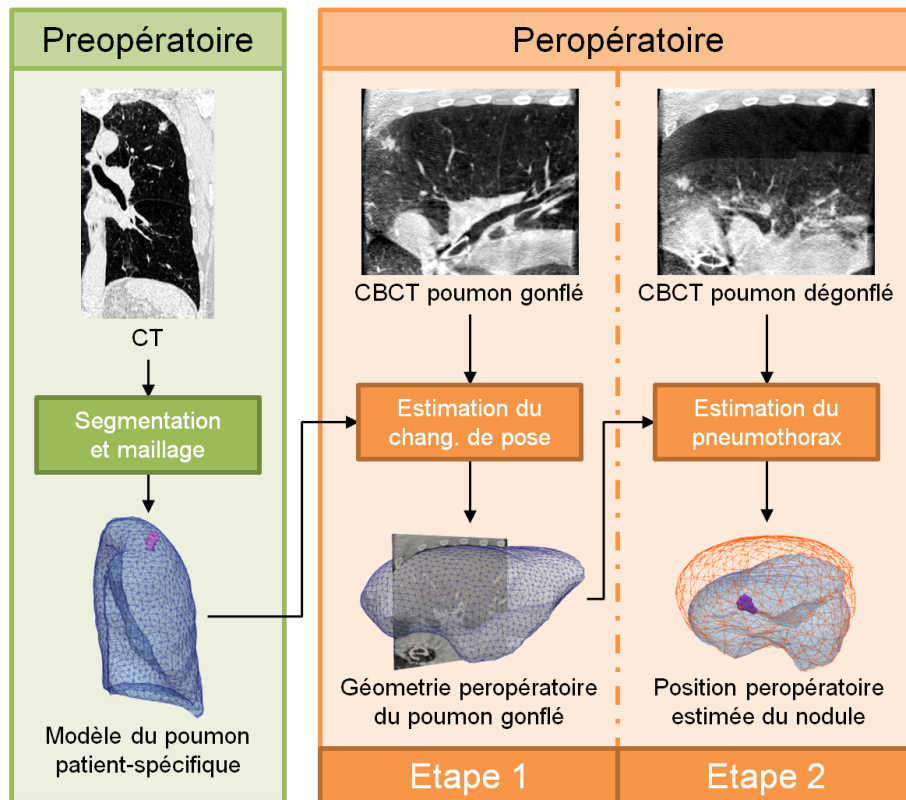 Preopératoire
CT
Segmentation
et maillage
Modèle du poumon
patient-spécifique
Peropératoire
CBCT poumon gonflé
Estimation du
chang. de pose
Géometrie peropératoire
du poumon gonflé
Etape 1
CBCT poumon dégonflé
Estimation du
pneumothorax
Position peropératoire
estimée du nodule
Etape 2